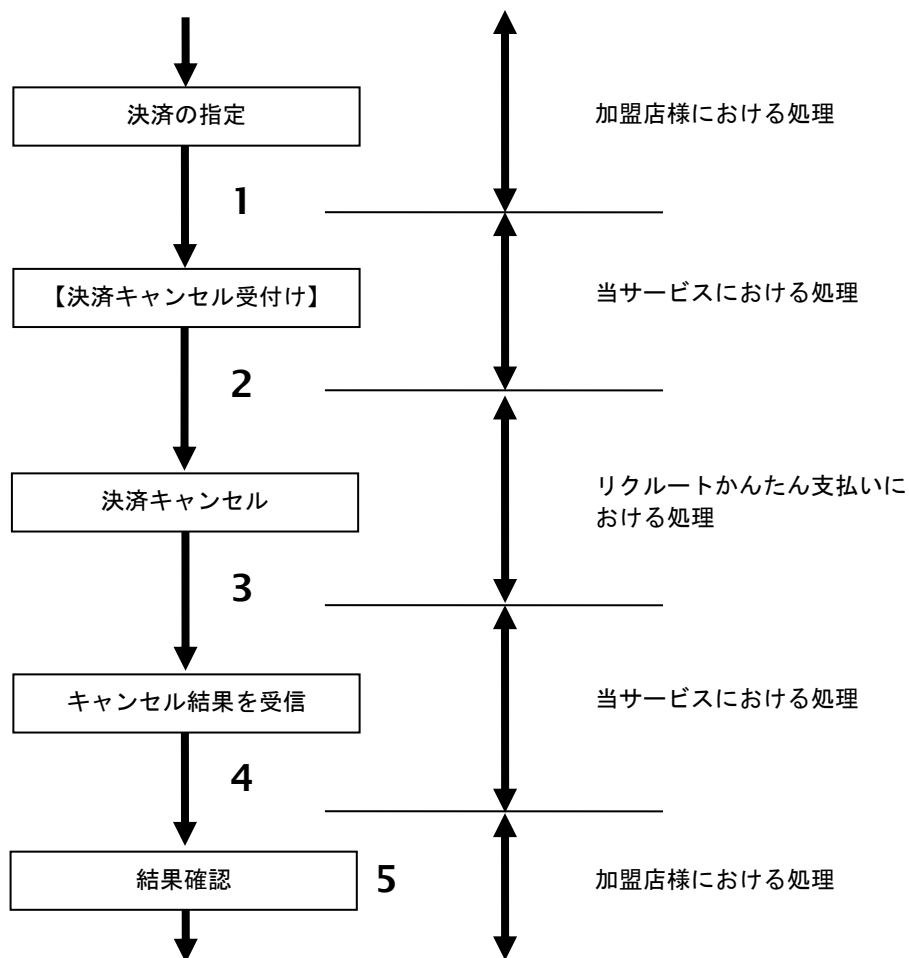 決済の指定
加盟店様における処理
1
【決済キャンセル受付け】
当サービスにおける処理
2
決済キャンセル
リクルートかんたん支払いに
おける処理
3
キャンセル結果を受信
当サービスにおける処理
4
結果確認
5
加盟店様における処理